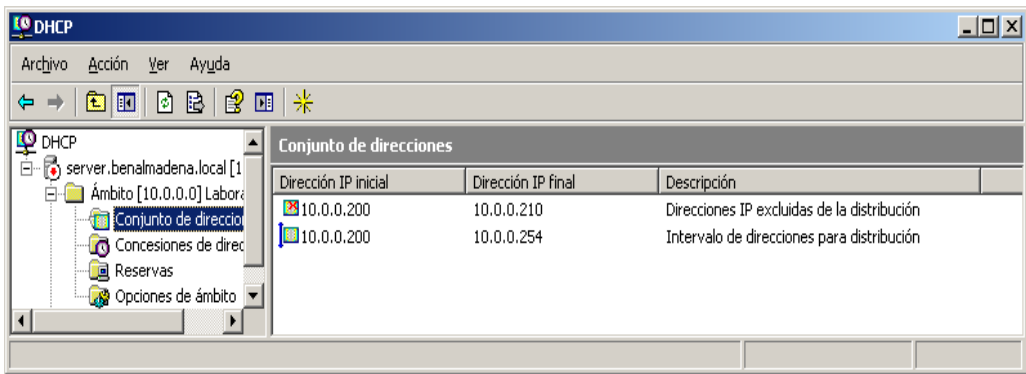 DHCP
Archivo Acción Ver Ayuda
DHCP
server.benalmadena.local [1
Ámbito [10.0.0.0] Labora
Conjunto de direccion
Concesiones de direc
Reservas
Opciones de ámbito
Conjunto de direcciones
Dirección IP inicial Dirección IP final Descripción
10.0.0.200 10.0.0.210 Direcciones IP excluidas de la distribución
10.0.0.200 10.0.0.254 Intervalo de direcciones para distribución